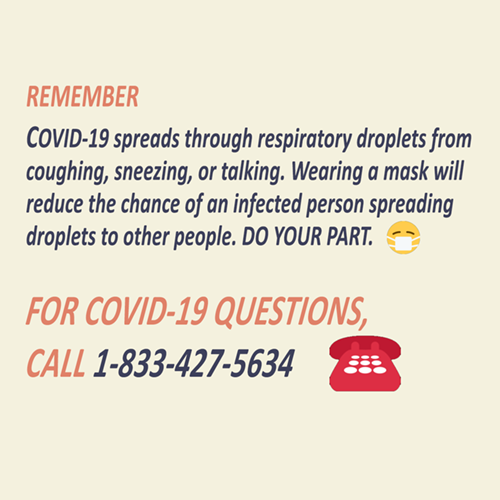 REMEMBER
COVID-19 spreads through respiratory droplets from
coughing, sneezing, or talking. Wearing a mask will
reduce the chance of an infected person spreading
droplets to other people. DO YOUR PART.
FOR COVID-19 QUESTIONS,
CALL 1-833-427-5634